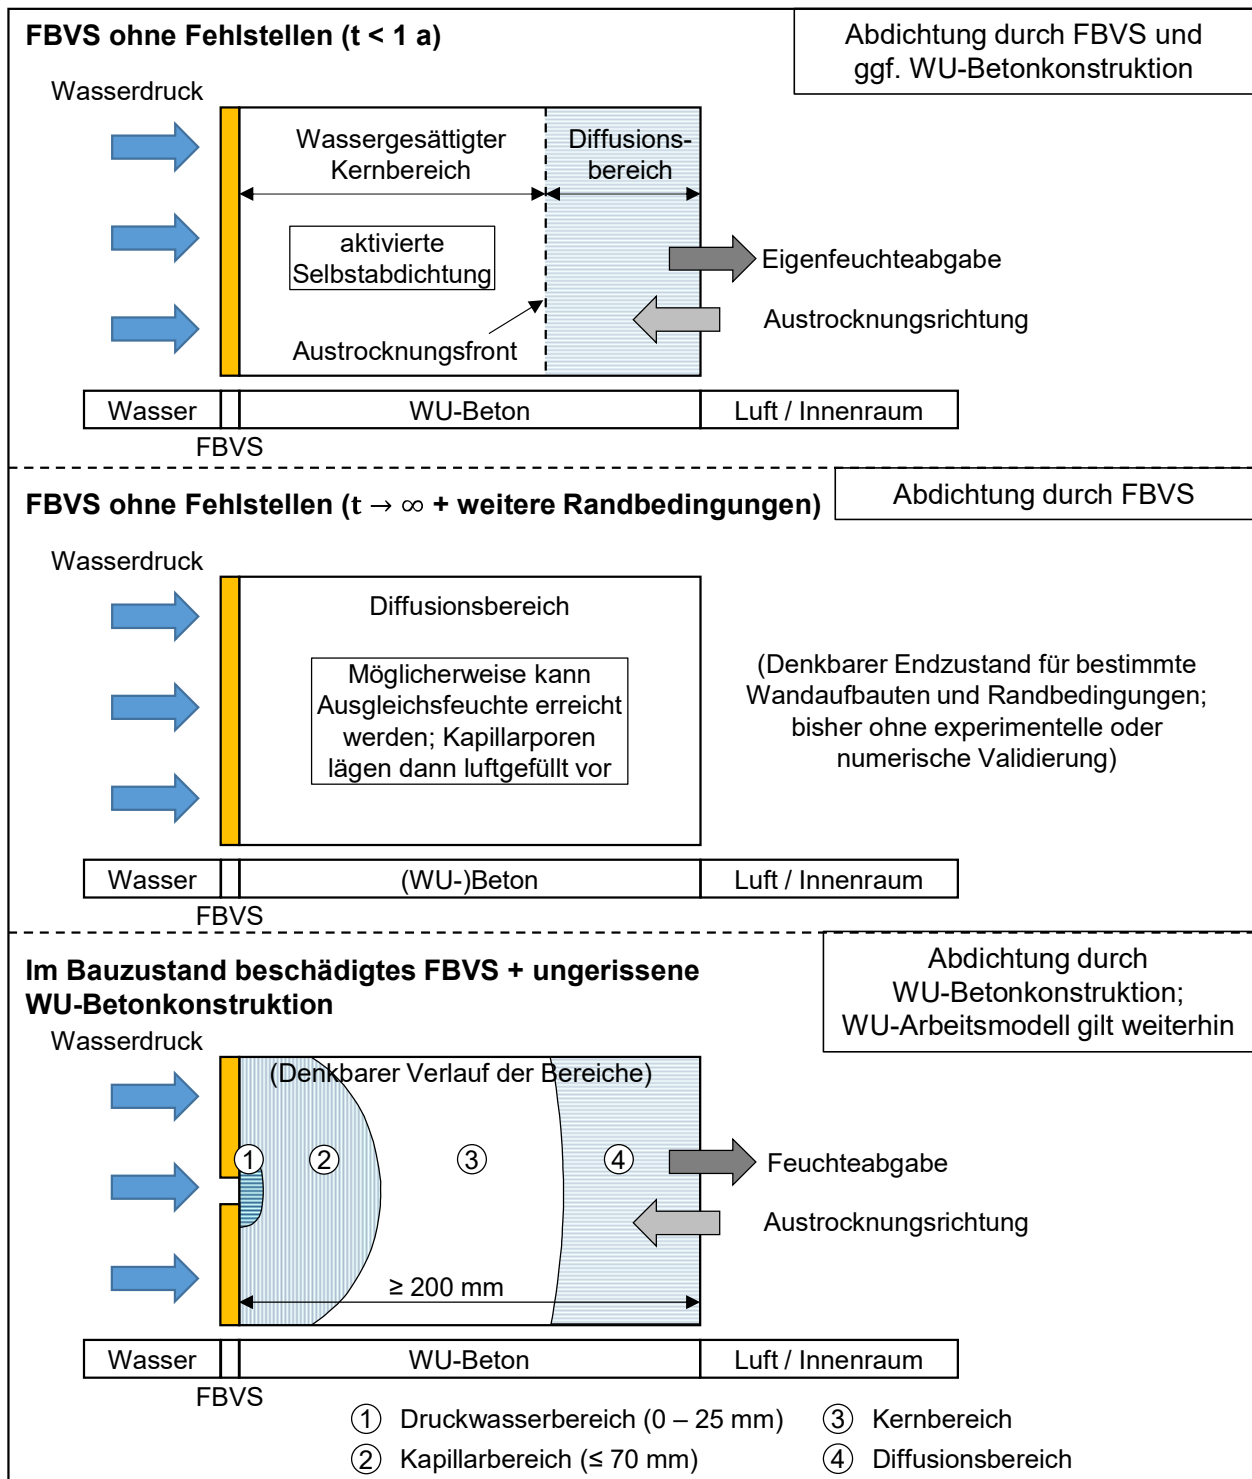 FBVS ohne Fehlstellen (t < 1 a)
Abdichtung durch FBVS und
ggf. WU-Betonkonstruktion
Wasserdruck
Wassergesättigter
Kernbereich
Diffusions-
bereich
aktivierte
Selbstabdichtung
Eigenfeuchteabgabe
Austrocknungsrichtung
Austrocknungsfront
Wasser
WU-Beton
Luft / Innenraum
FBVS
FBVS ohne Fehlstellen (t → ∞ + weitere Randbedingungen)
Abdichtung durch FBVS
Wasserdruck
Diffusionsbereich
Möglicherweise kann
Ausgleichsfeuchte erreicht
werden; Kapillarporen
lägen dann luftgefüllt vor
(Denkbarer Endzustand für bestimmte
Wandaufbauten und Randbedingungen;
bisher ohne experimentelle oder
numerische Validierung)
Wasser
(WU-)Beton
Luft / Innenraum
FBVS
Im Bauzustand beschädigtes FBVS + ungerissene
WU-Betonkonstruktion
Abdichtung durch
WU-Betonkonstruktion;
WU-Arbeitsmodell gilt weiterhin
Wasserdruck
(Denkbarer Verlauf der Bereiche)
1
2
3
4
Feuchteabgabe
Austrocknungsrichtung
≥ 200 mm
Wasser
WU-Beton
Luft / Innenraum
FBVS
1 Druckwasserbereich (0 – 25 mm)
3 Kernbereich
2 Kapillarbereich (≤ 70 mm)
4 Diffusionsbereich